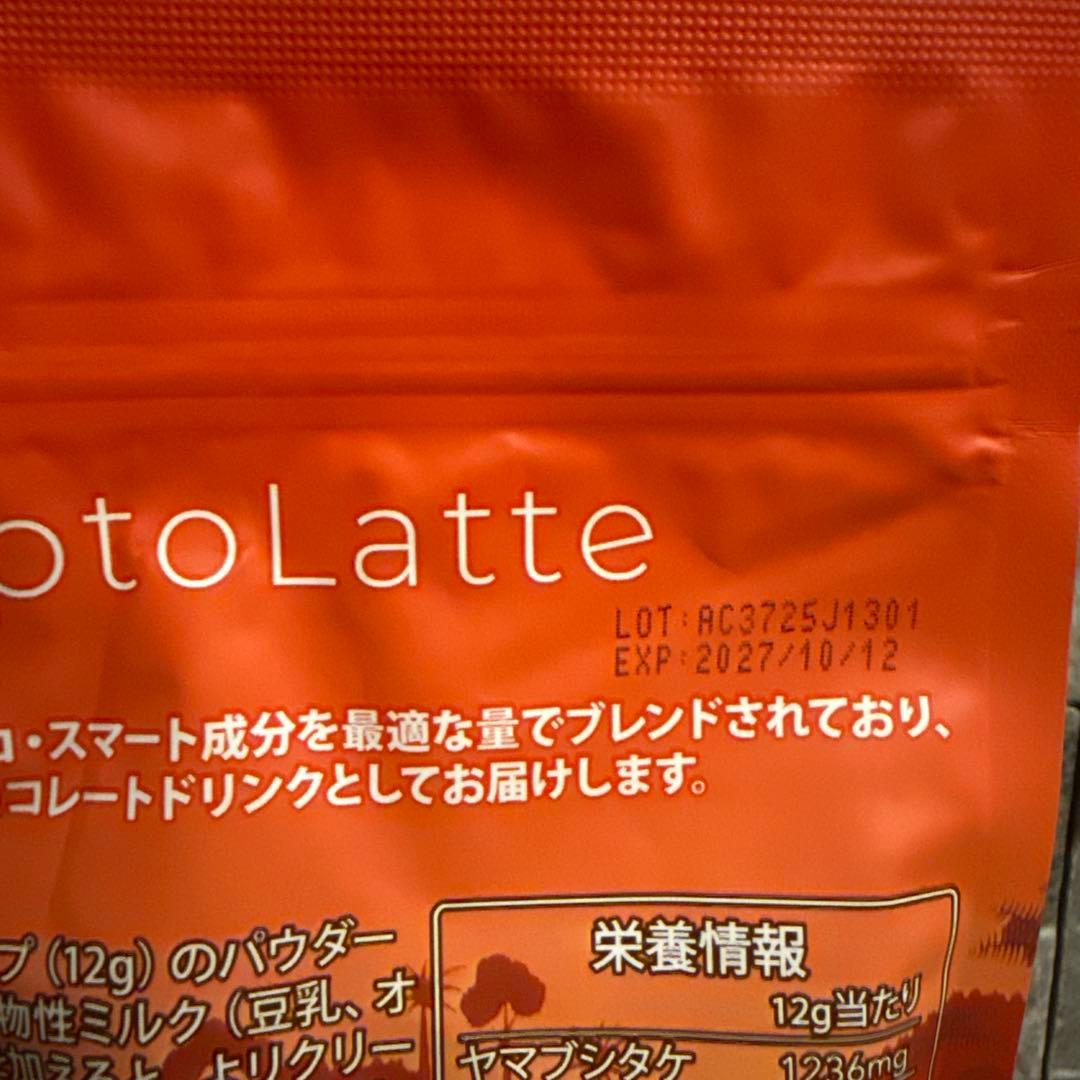 otoLatte
LOT:AC3725J1301
EXP:2027/10/12
コ・スマート成分を最適な量でブレンドされており、
コレートドリンクとしてお届けします。
プ（12g）のパウダー
物性ミルク（豆乳、オ
加えると、よりクリー
栄養情報
12g当たり
ヤマブシタケ 1236mg